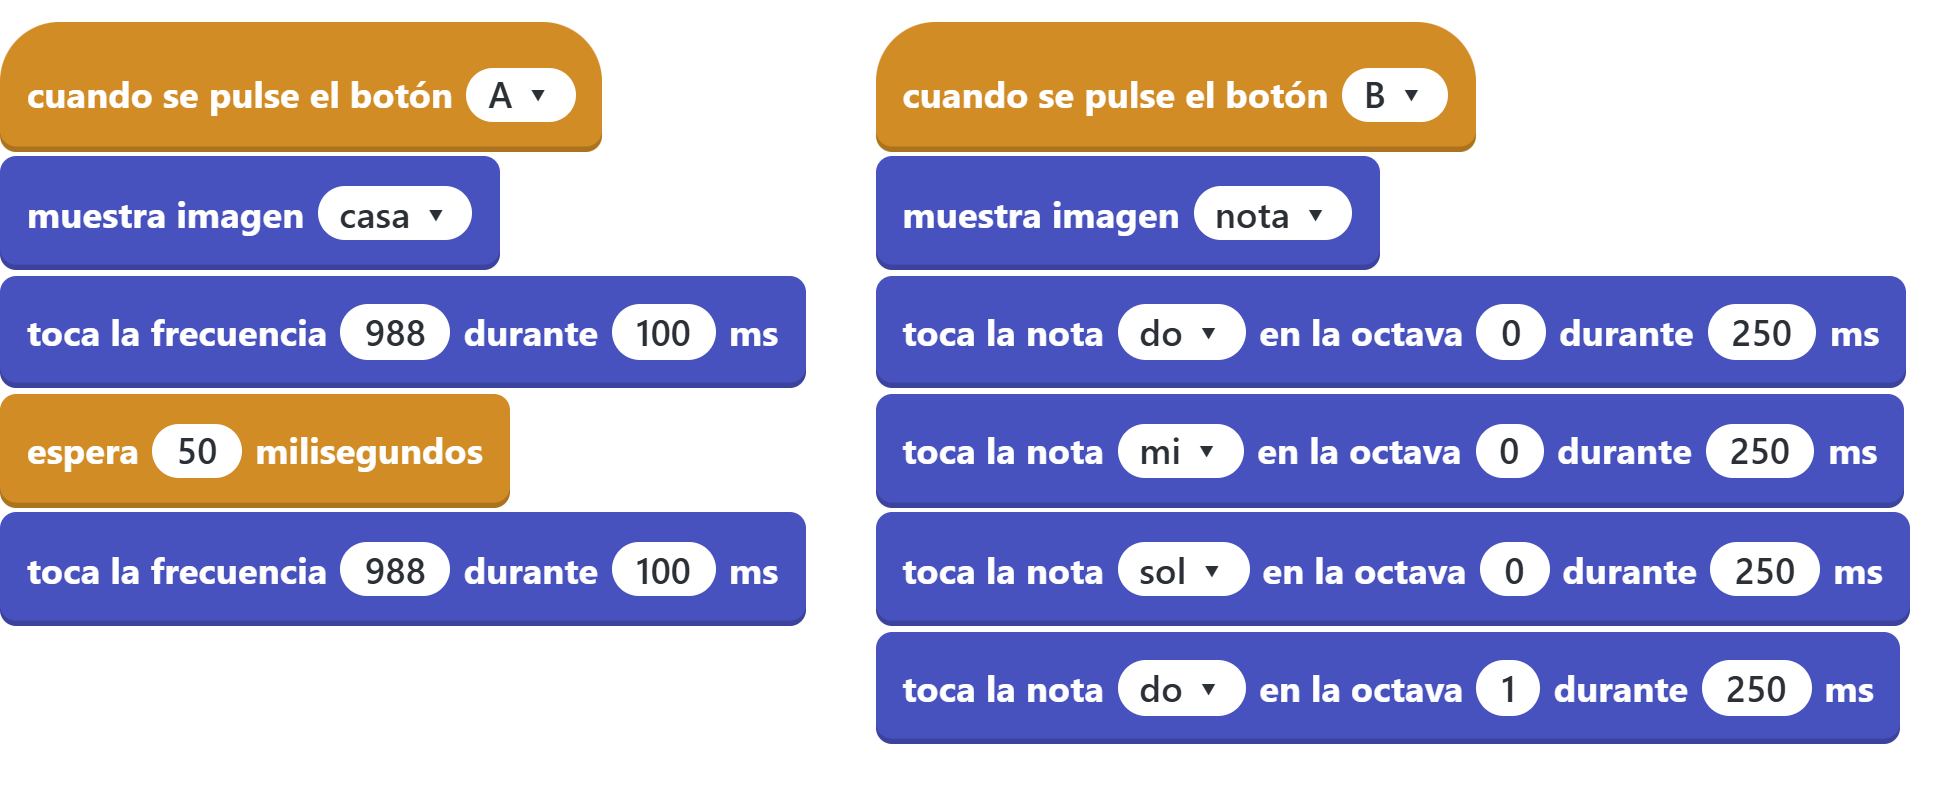 cuando se pulse el botón A
muestra imagen casa
toca la frecuencia 988 durante 100 ms
espera 50 milisegundos
toca la frecuencia 988 durante 100 ms
cuando se pulse el botón B
muestra imagen nota
toca la nota do en la octava 0 durante 250 ms
toca la nota mi en la octava 0 durante 250 ms
toca la nota sol en la octava 0 durante 250 ms
toca la nota do en la octava 1 durante 250 ms